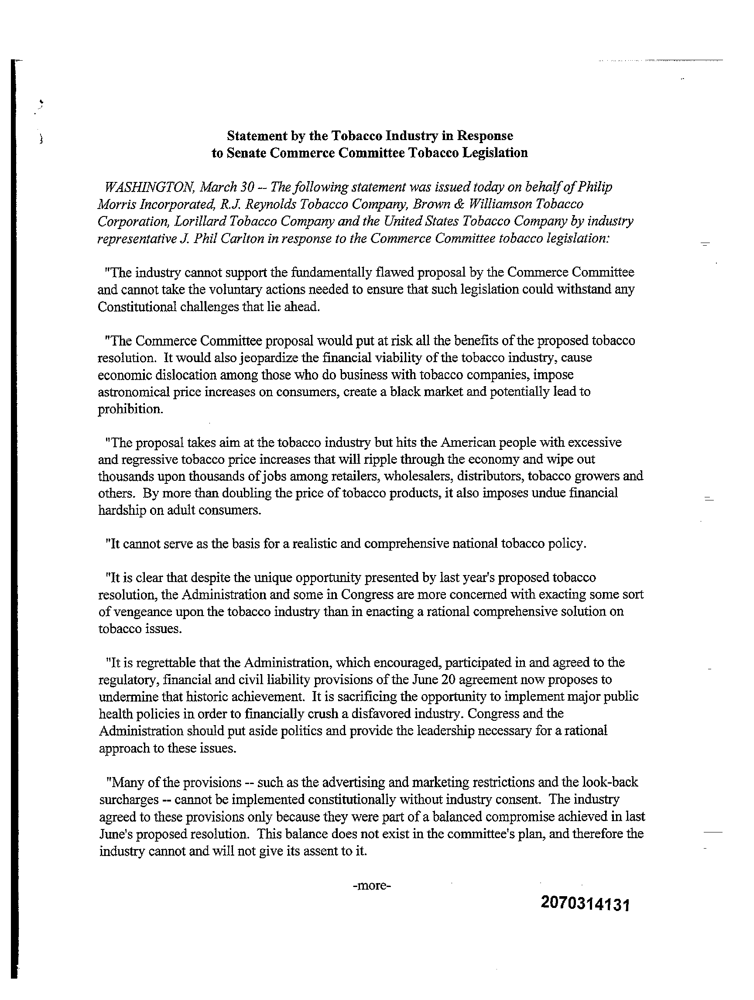 Statement by the Tobacco Industry in Response
to Senate Commerce Committee Tobacco Legislation
WASHINGTON, March 30 -- The following statement was issued today on behalf of Philip
Morris Incorporated, R.J. Reynolds Tobacco Company, Brown & Williamson Tobacco
Corporation, Lorillard Tobacco Company and the United States Tobacco Company by industry
representative J. Phil Carlton in response to the Commerce Committee tobacco legislation:
"The industry cannot support the fundamentally flawed proposal by the Commerce Committee
and cannot take the voluntary actions needed to ensure that such legislation could withstand any
Constitutional challenges that lie ahead.
"The Commerce Committee proposal would put at risk all the benefits of the proposed tobacco
resolution. It would also jeopardize the financial viability of the tobacco industry, cause
economic dislocation among those who do business with tobacco companies, impose
astronomical price increases on consumers, create a black market and potentially lead to
prohibition.
"The proposal takes aim at the tobacco industry but hits the American people with excessive
and regressive tobacco price increases that will ripple through the economy and wipe out
thousands upon thousands of jobs among retailers, wholesalers, distributors, tobacco growers and
others. By more than doubling the price of tobacco products, it also imposes undue financial
hardship on adult consumers.
"It cannot serve as the basis for a realistic and comprehensive national tobacco policy.
"It is clear that despite the unique opportunity presented by last year's proposed tobacco
resolution, the Administration and some in Congress are more concerned with exacting some sort
of vengeance upon the tobacco industry than in enacting a rational comprehensive solution on
tobacco issues.
"It is regrettable that the Administration, which encouraged, participated in and agreed to the
regulatory, financial and civil liability provisions of the June 20 agreement now proposes to
undermine that historic achievement. It is sacrificing the opportunity to implement major public
health policies in order to financially crush a disfavored industry. Congress and the
Administration should put aside politics and provide the leadership necessary for a rational
approach to these issues.
"Many of the provisions -- such as the advertising and marketing restrictions and the look-back
surcharges -- cannot be implemented constitutionally without industry consent. The industry
agreed to these provisions only because they were part of a balanced compromise achieved in last
June's proposed resolution. This balance does not exist in the committee's plan, and therefore the
industry cannot and will not give its assent to it.
-more-
2070314131